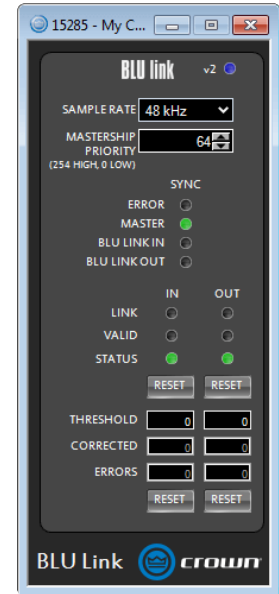 15285 - My C...
BLU link v2
SAMPLE RATE 48 kHz
MASTERSHIP
PRIORITY 64
(254 HIGH, 0 LOW)
SYNC
ERROR
MASTER
BLU LINK IN
BLU LINK OUT
IN OUT
LINK
VALID
STATUS
RESET RESET
THRESHOLD 0 0
CORRECTED 0 0
ERRORS 0 0
RESET RESET
BLU Link crown